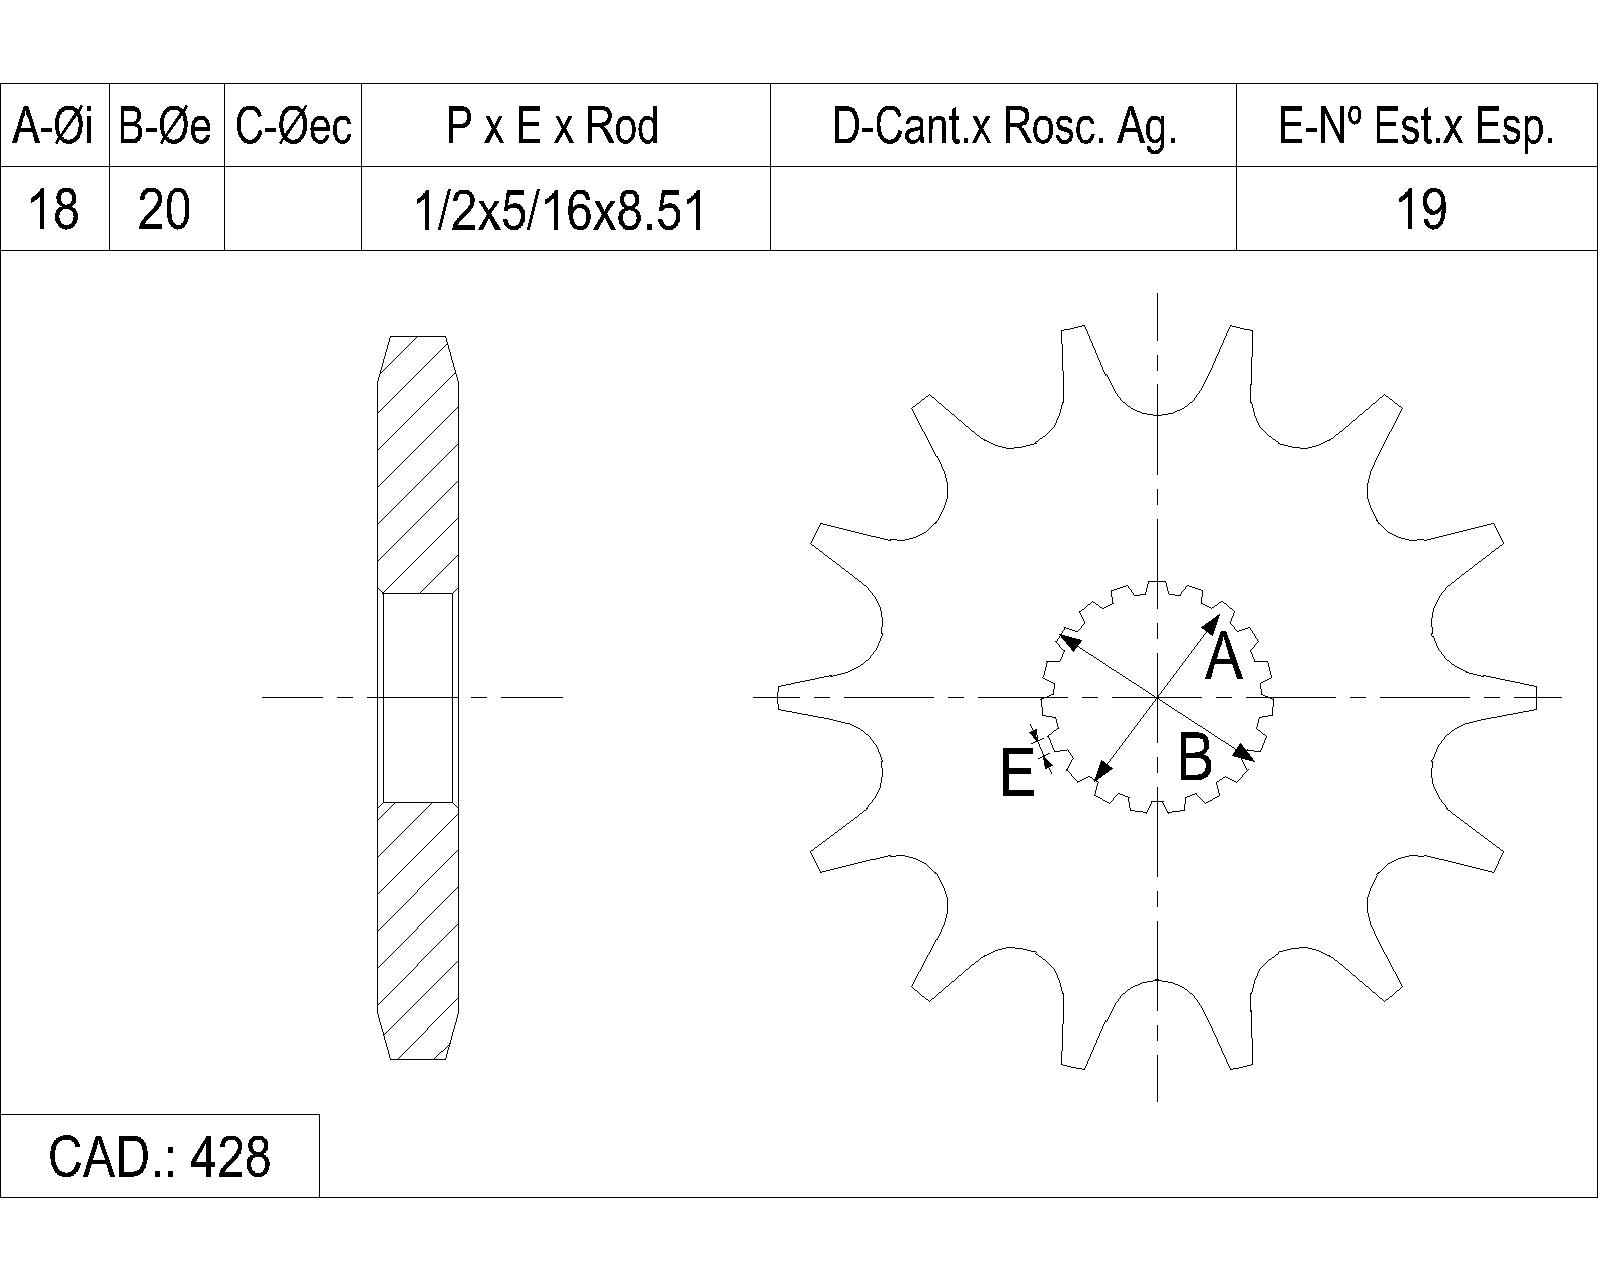 A-Øi B-Øe C-Øec P x E x Rod D-Cant.x Rosc. Ag. E-Nº Est.x Esp.
18 20 1/2x5/16x8.51 19
A
B
E
CAD.: 428